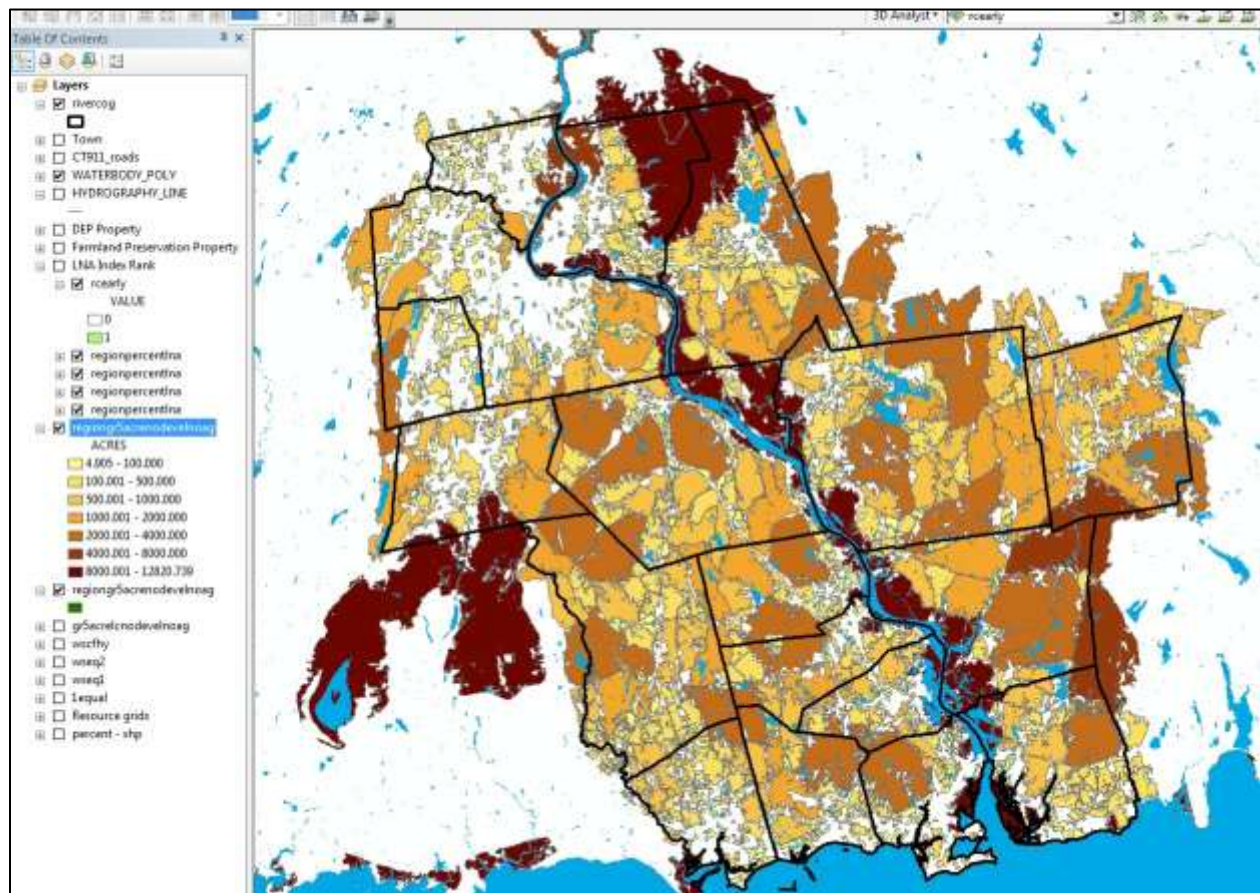 3D Analyst
rcearly
Table Of Contents
Layers
rivercog
Town
CT911_roads
WATERBODY_POLY
HYDROGRAPHY_LINE
DEP Property
Farmland Preservation Property
LNA Index Rank
rcearly
VALUE
0
1
regionpercentlna
regionpercentlna
regionpercentlna
regionpercentlna
regiongr5acrenodevelnoag
ACRES
4.005 - 100.000
100.001 - 500.000
500.001 - 1000.000
1000.001 - 2000.000
2000.001 - 4000.000
4000.001 - 8000.000
8000.001 - 12820.739
regiongr5acrenodevelnoag
gr5acrelcnodevelnoag
wscfhy
wseq2
wseq1
1equal
Resource grids
percent - shp